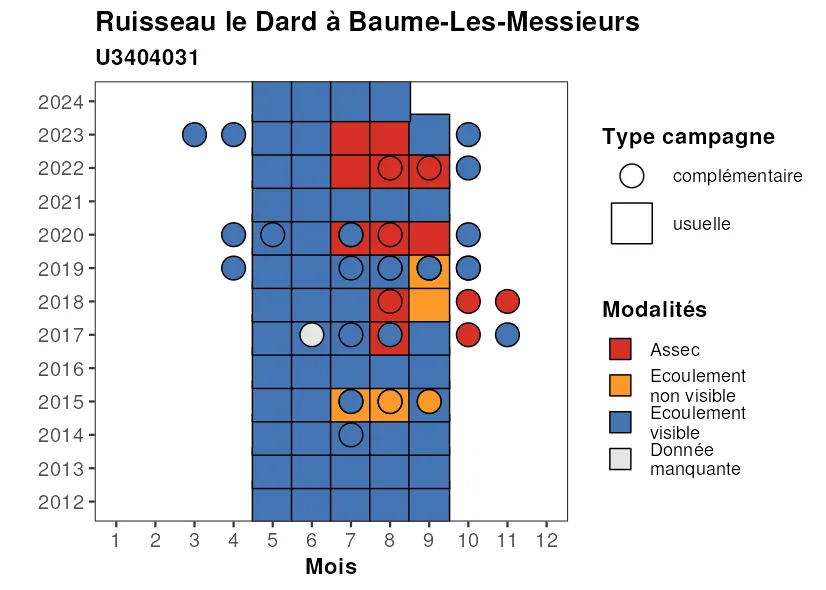 Ruisseau le Dard à Baume-Les-Messieurs
U3404031
2024
2023
2022
2021
2020
2019
2018
2017
2016
2015
2014
2013
2012
1 2 3 4 5 6 7 8 9 10 11 12
Mois
Type campagne
complémentaire
usuelle
Modalités
Assec
Ecoulement
non visible
Ecoulement
visible
Donnée
manquante